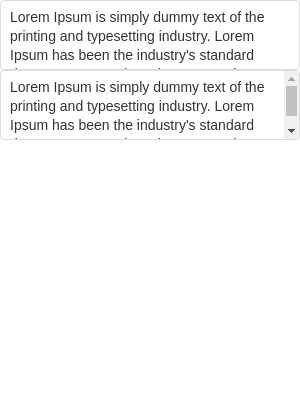 Lorem Ipsum is simply dummy text of the
printing and typesetting industry. Lorem
Ipsum has been the industry's standard
Lorem Ipsum is simply dummy text of the
printing and typesetting industry. Lorem
Ipsum has been the industry's standard